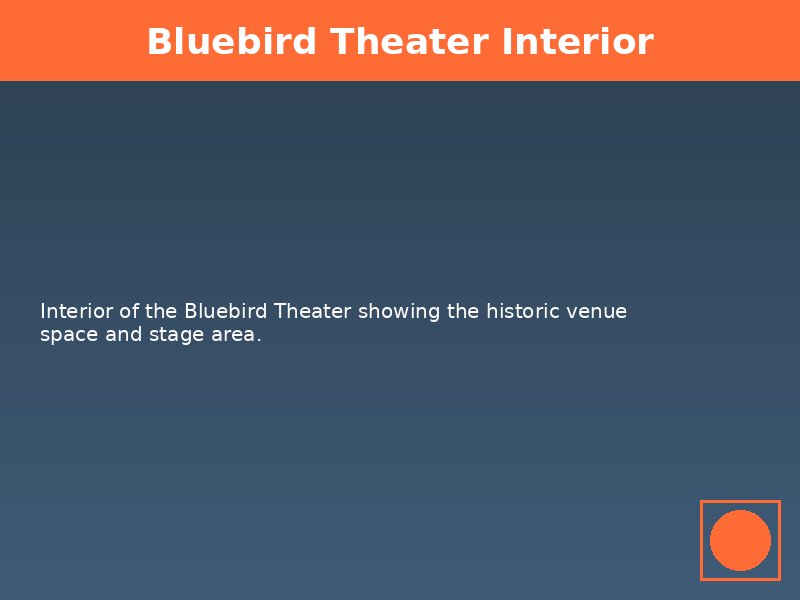 Bluebird Theater Interior
Interior of the Bluebird Theater showing the historic venue
space and stage area.